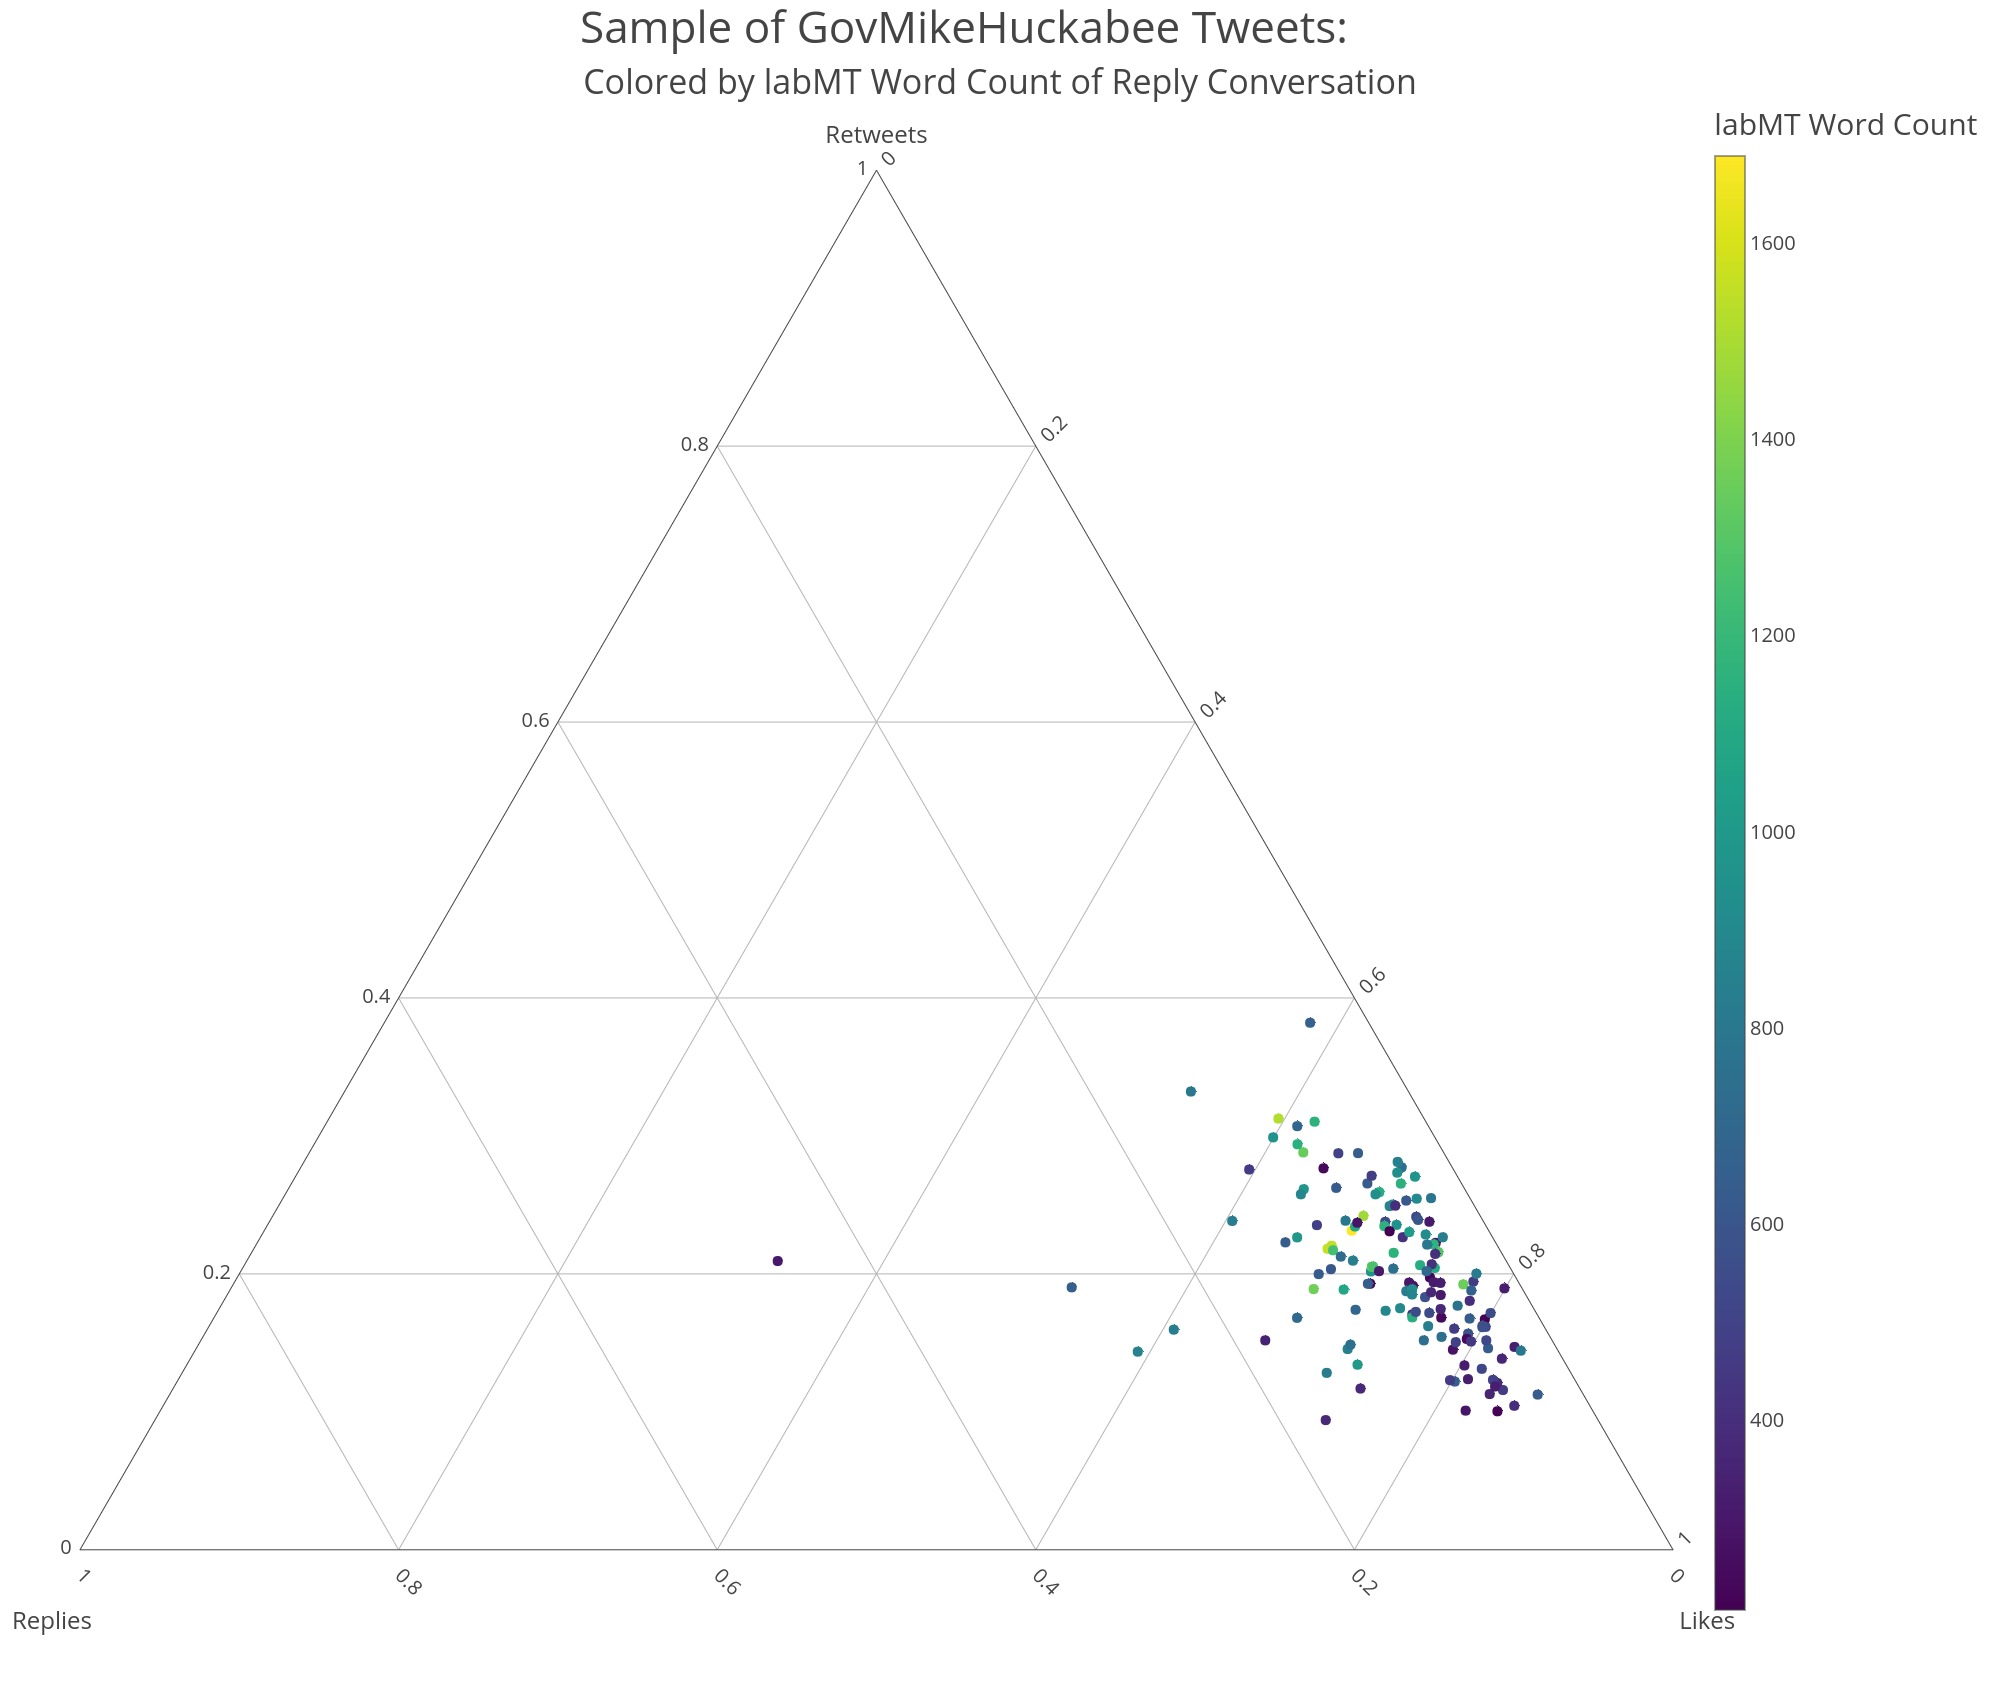 Sample of GovMikeHuckabee Tweets:
Colored by labMT Word Count of Reply Conversation
labMT Word Count
Retweets
1 0
0.8 0.2
0.6 0.4
0.4 0.6
0.2 0.8
0 1
1 0.8 0.6 0.4 0.2 0
Replies Likes
1600
1400
1200
1000
800
600
400